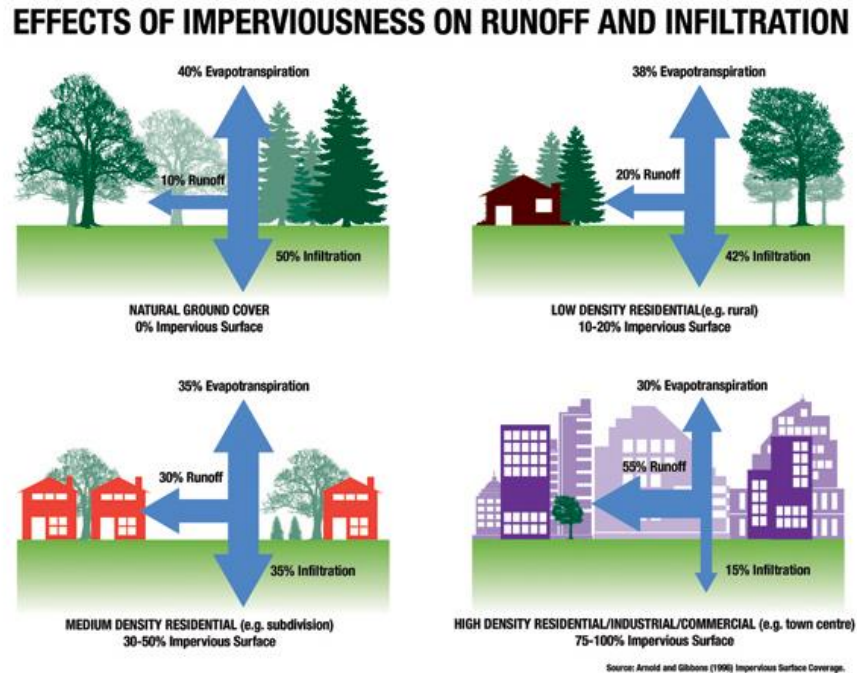 EFFECTS OF IMPERVIOUSNESS ON RUNOFF AND INFILTRATION
40% Evapotranspiration
10% Runoff
50% Infiltration
NATURAL GROUND COVER
0% Impervious Surface
38% Evapotranspiration
20% Runoff
42% Infiltration
LOW DENSITY RESIDENTIAL(e.g. rural)
10-20% Impervious Surface
35% Evapotranspiration
30% Runoff
35% Infiltration
MEDIUM DENSITY RESIDENTIAL (e.g. subdivision)
30-50% Impervious Surface
30% Evapotranspiration
55% Runoff
15% Infiltration
HIGH DENSITY RESIDENTIAL/INDUSTRIAL/COMMERCIAL (e.g. town centre)
75-100% Impervious Surface
Source: Arnold and Gibbons (1996) Impervious Surface Coverage.